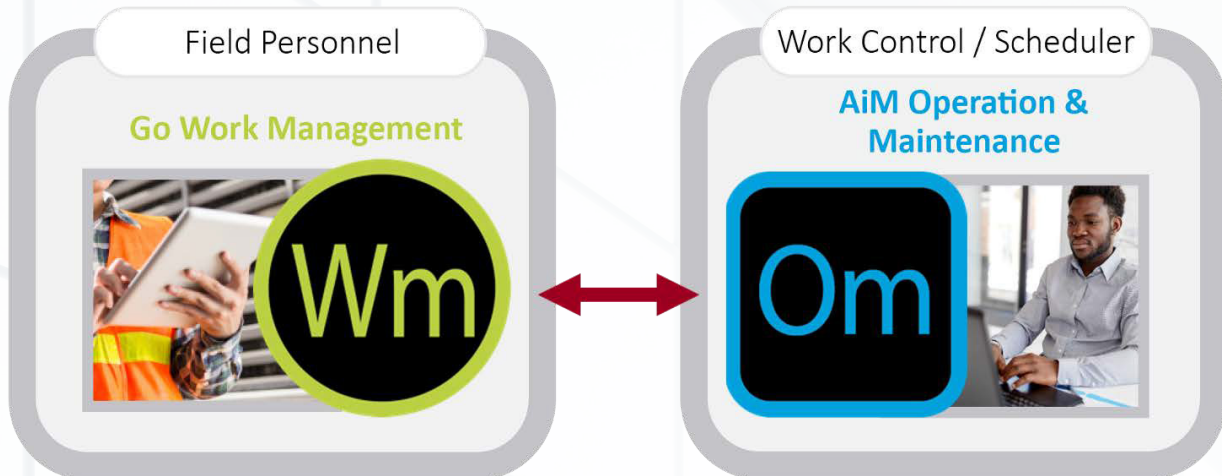 Field Personnel
Go Work Management
Wm
Work Control / Scheduler
AiM Operation &
Maintenance
Om